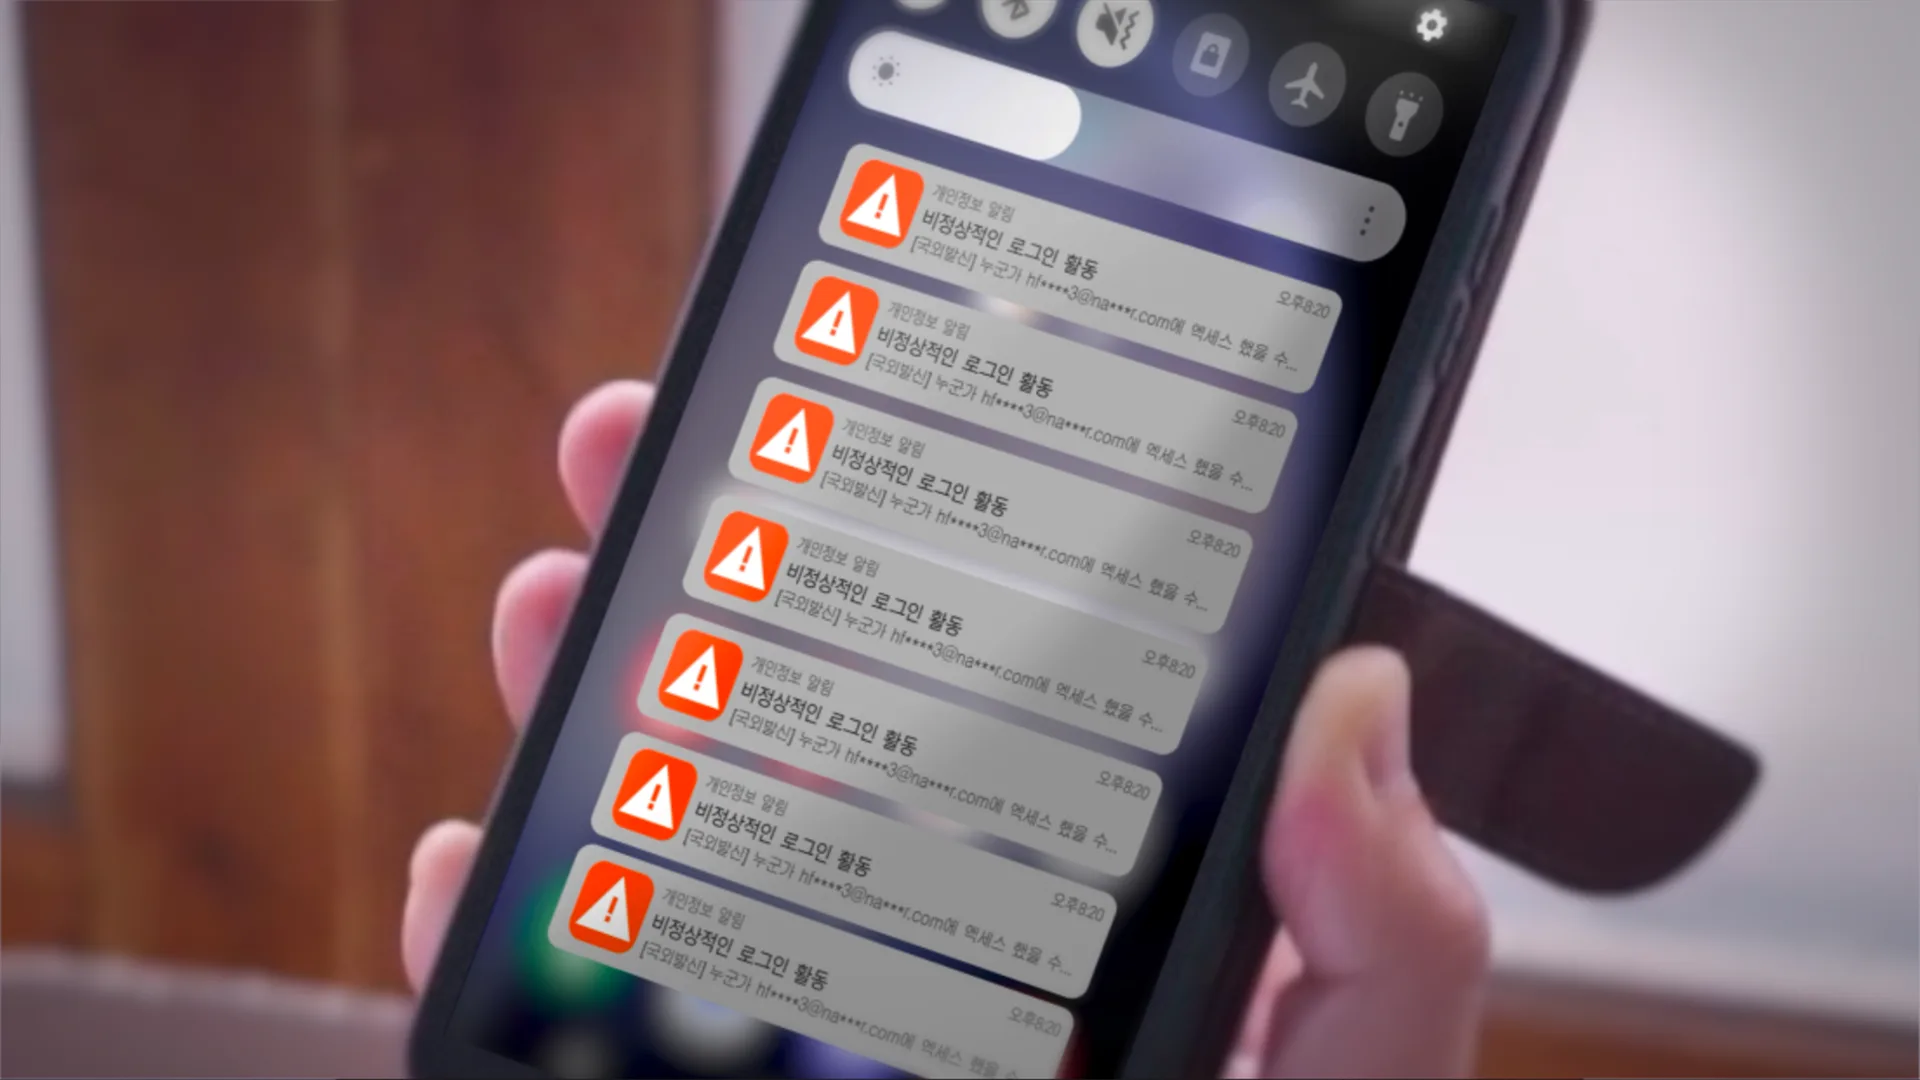 개인정보 알림
비정상적인 로그인 활동
오후8:20
[국외발신] 누군가 hf****3@na***r.com에 엑세스 했을 수...
개인정보 알림
비정상적인 로그인 활동
오후8:20
[국외발신] 누군가 hf****3@na***r.com에 엑세스 했을 수...
개인정보 알림
비정상적인 로그인 활동
오후8:20
[국외발신] 누군가 hf****3@na***r.com에 엑세스 했을 수...
개인정보 알림
비정상적인 로그인 활동
오후8:20
[국외발신] 누군가 hf****3@na***r.com에 엑세스 했을 수...
개인정보 알림
비정상적인 로그인 활동
오후8:20
[국외발신] 누군가 hf****3@na***r.com에 엑세스 했을 수...
개인정보 알림
비정상적인 로그인 활동
오후8:20
[국외발신] 누군가 hf****3@na***r.com에 엑세스 했을 수...
개인정보 알림
비정상적인 로그인 활동
오후8:20
[국외발신] 누군가 hf****3@na***r.com에 엑세스 했을 수